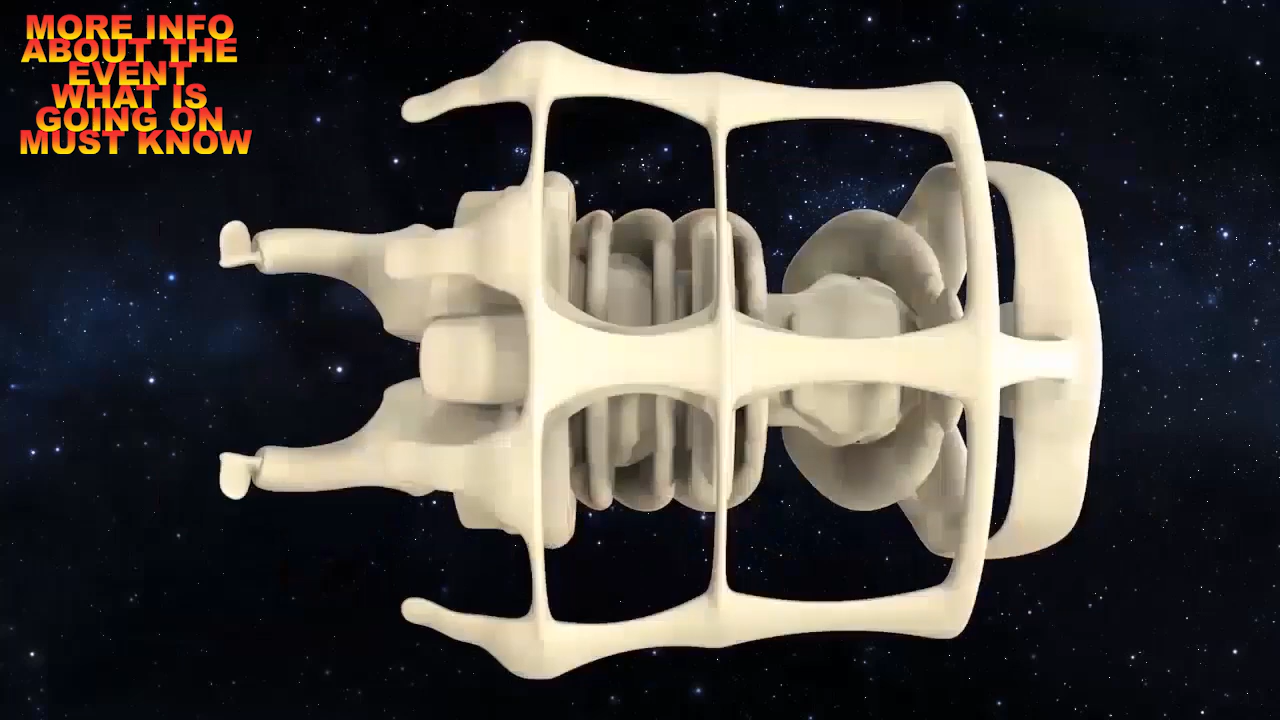 MORE INFO
ABOUT THE
EVENT
WHAT IS
GOING ON
MUST KNOW